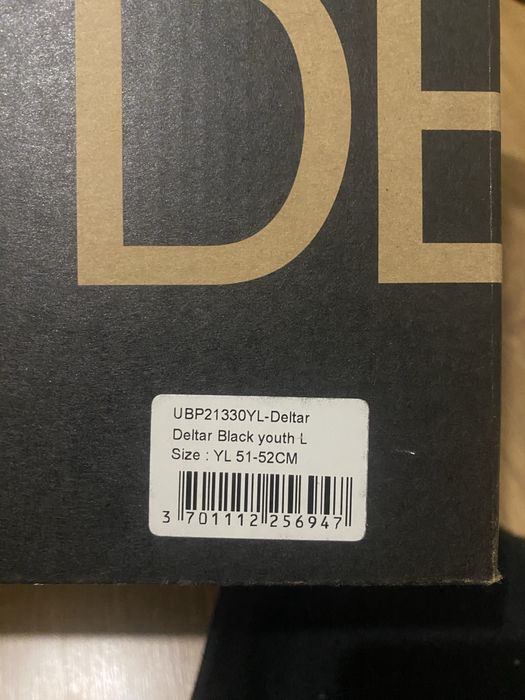 DE
UBP21330YL-Deltar
Deltar Black youth L
Size : YL 51-52CM
3 701112 256947